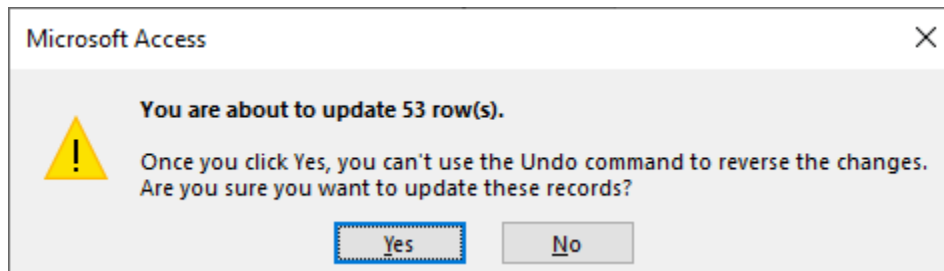 Microsoft Access
You are about to update 53 row(s).
Once you click Yes, you can't use the Undo command to reverse the changes.
Are you sure you want to update these records?
Yes
No